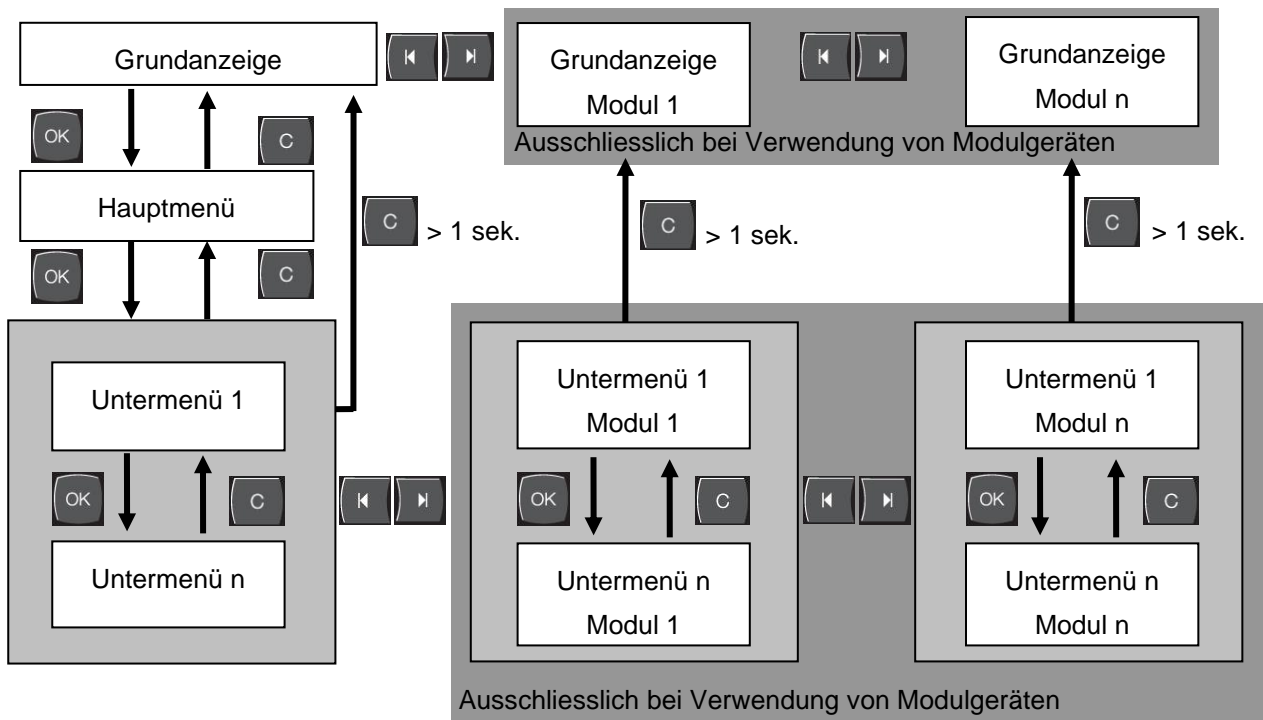 Grundanzeige
Grundanzeige
Modul 1
Grundanzeige
Modul n
Ausschliesslich bei Verwendung von Modulgeräten
OK
C
Hauptmenü
C
> 1 sek.
C
> 1 sek.
C
> 1 sek.
OK
C
Untermenü 1
Untermenü 1
Modul 1
Untermenü 1
Modul n
OK
C
OK
C
OK
C
Untermenü n
Untermenü n
Modul 1
Untermenü n
Modul n
Ausschliesslich bei Verwendung von Modulgeräten